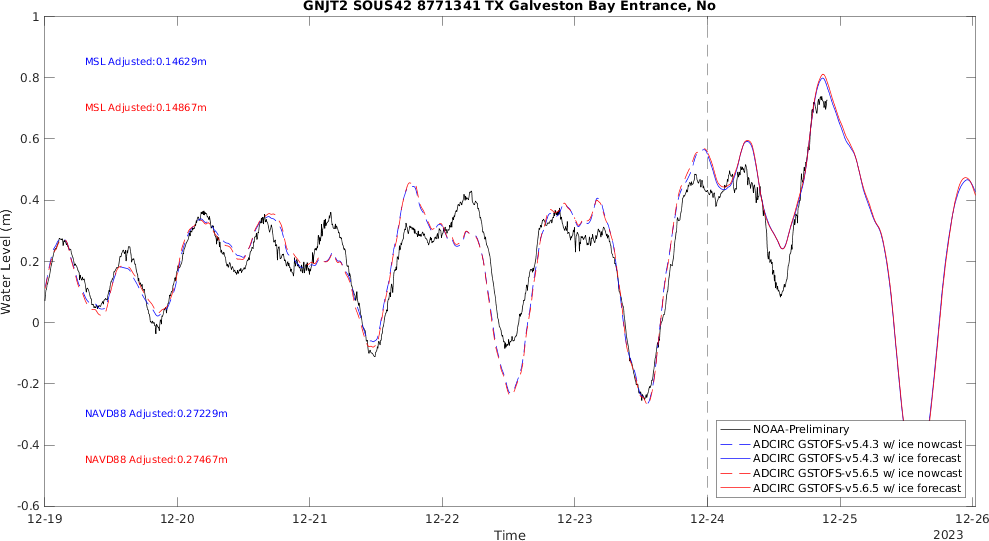 GNJT2 SOUS42 8771341 TX Galveston Bay Entrance, No
1
0.8
0.6
0.4
0.2
0
-0.2
-0.4
-0.6
Water Level (m)
MSL Adjusted:0.14629m
MSL Adjusted:0.14867m
NAVD88 Adjusted:0.27229m
NAVD88 Adjusted:0.27467m
NOAA-Preliminary
ADCIRC GSTOFS-v5.4.3 w/ ice nowcast
ADCIRC GSTOFS-v5.4.3 w/ ice forecast
ADCIRC GSTOFS-v5.6.5 w/ ice nowcast
ADCIRC GSTOFS-v5.6.5 w/ ice forecast
12-19 12-20 12-21 12-22 12-23 12-24 12-25 12-26
Time
2023